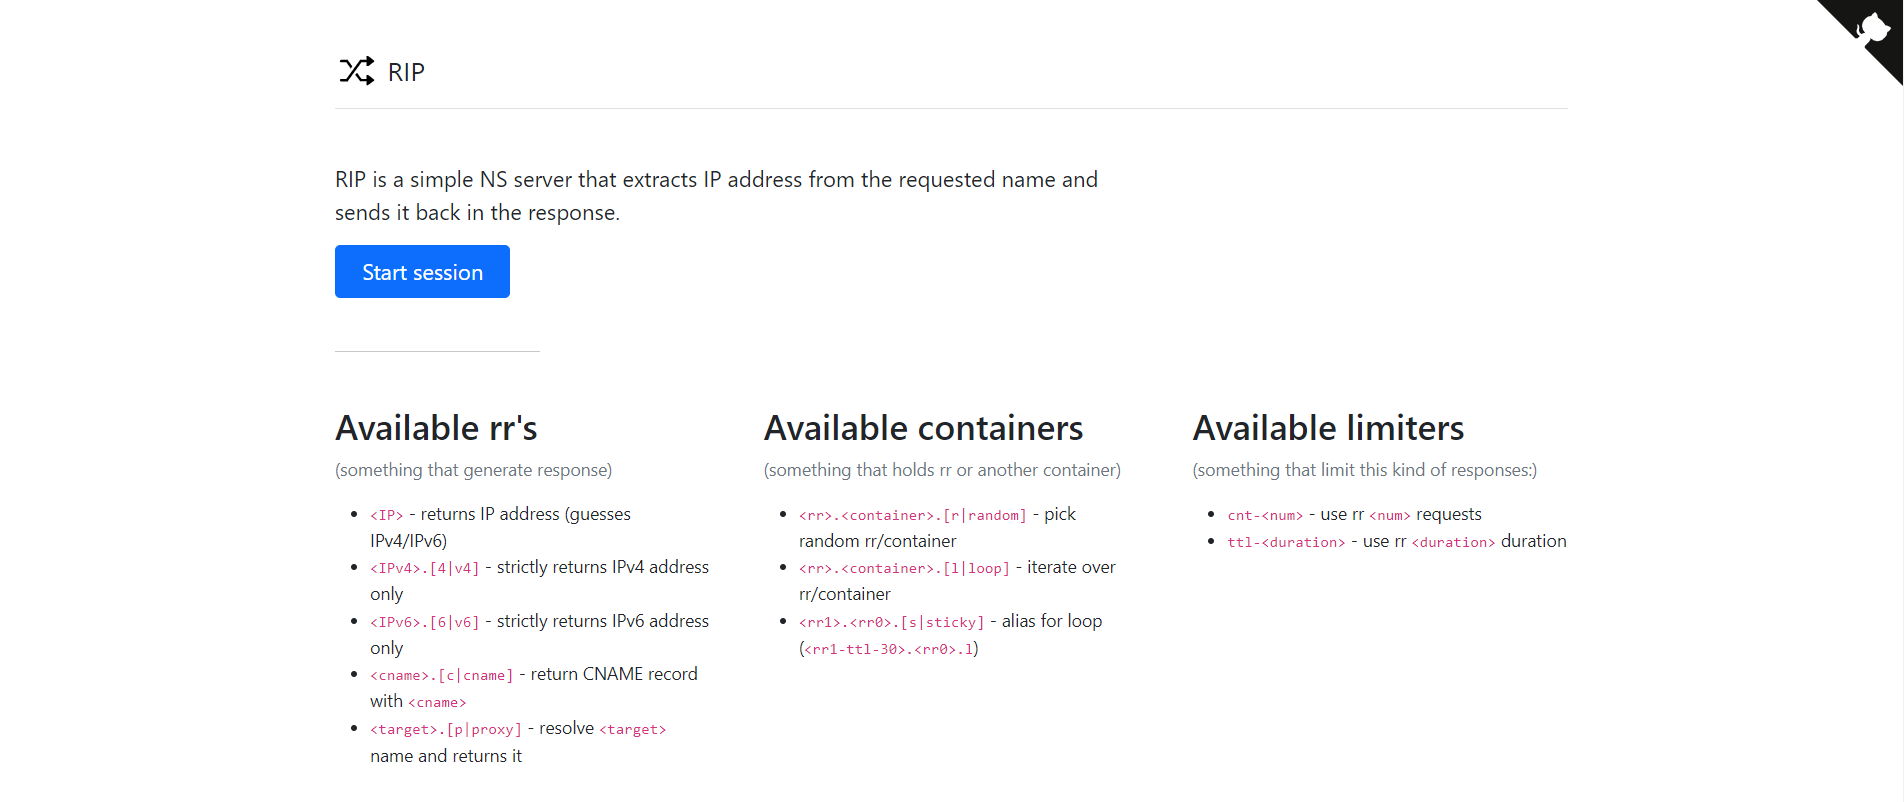 RIP
RIP is a simple NS server that extracts IP address from the requested name and
sends it back in the response.
Start session
Available rr's
(something that generate response)
<IP> - returns IP address (guesses
IPv4/IPv6)
<IPv4>.[4|v4] - strictly returns IPv4 address
only
<IPv6>.[6|v6] - strictly returns IPv6 address
only
<cname>.[c|cname] - return CNAME record
with <cname>
<target>.[p|proxy] - resolve <target>
name and returns it
Available containers
(something that holds rr or another container)
<rr>.<container>.[r|random] - pick
random rr/container
<rr>.<container>.[l|loop] - iterate over
rr/container
<rr1>.<rr0>.[s|sticky] - alias for loop
(<rr1-ttl-30>.<rr0>.l)
Available limiters
(something that limit this kind of responses:)
cnt-<num> - use rr <num> requests
ttl-<duration> - use rr <duration> duration